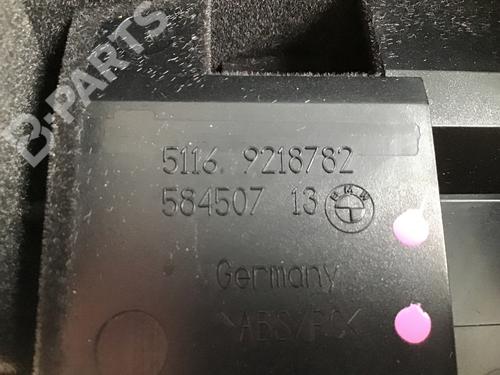 B-PARTS
5116 9218782
584507 13 BMW
Germany
>ABS/PC<